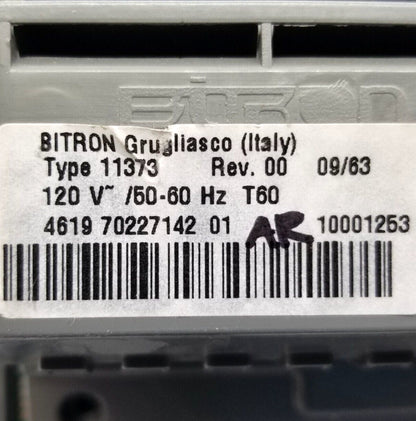 BITRON
BITRON Grugliasco (Italy)
Type 11373 Rev. 00 09/63
120 V~ /50-60 Hz T60
4619 70227142 01 AR 10001253